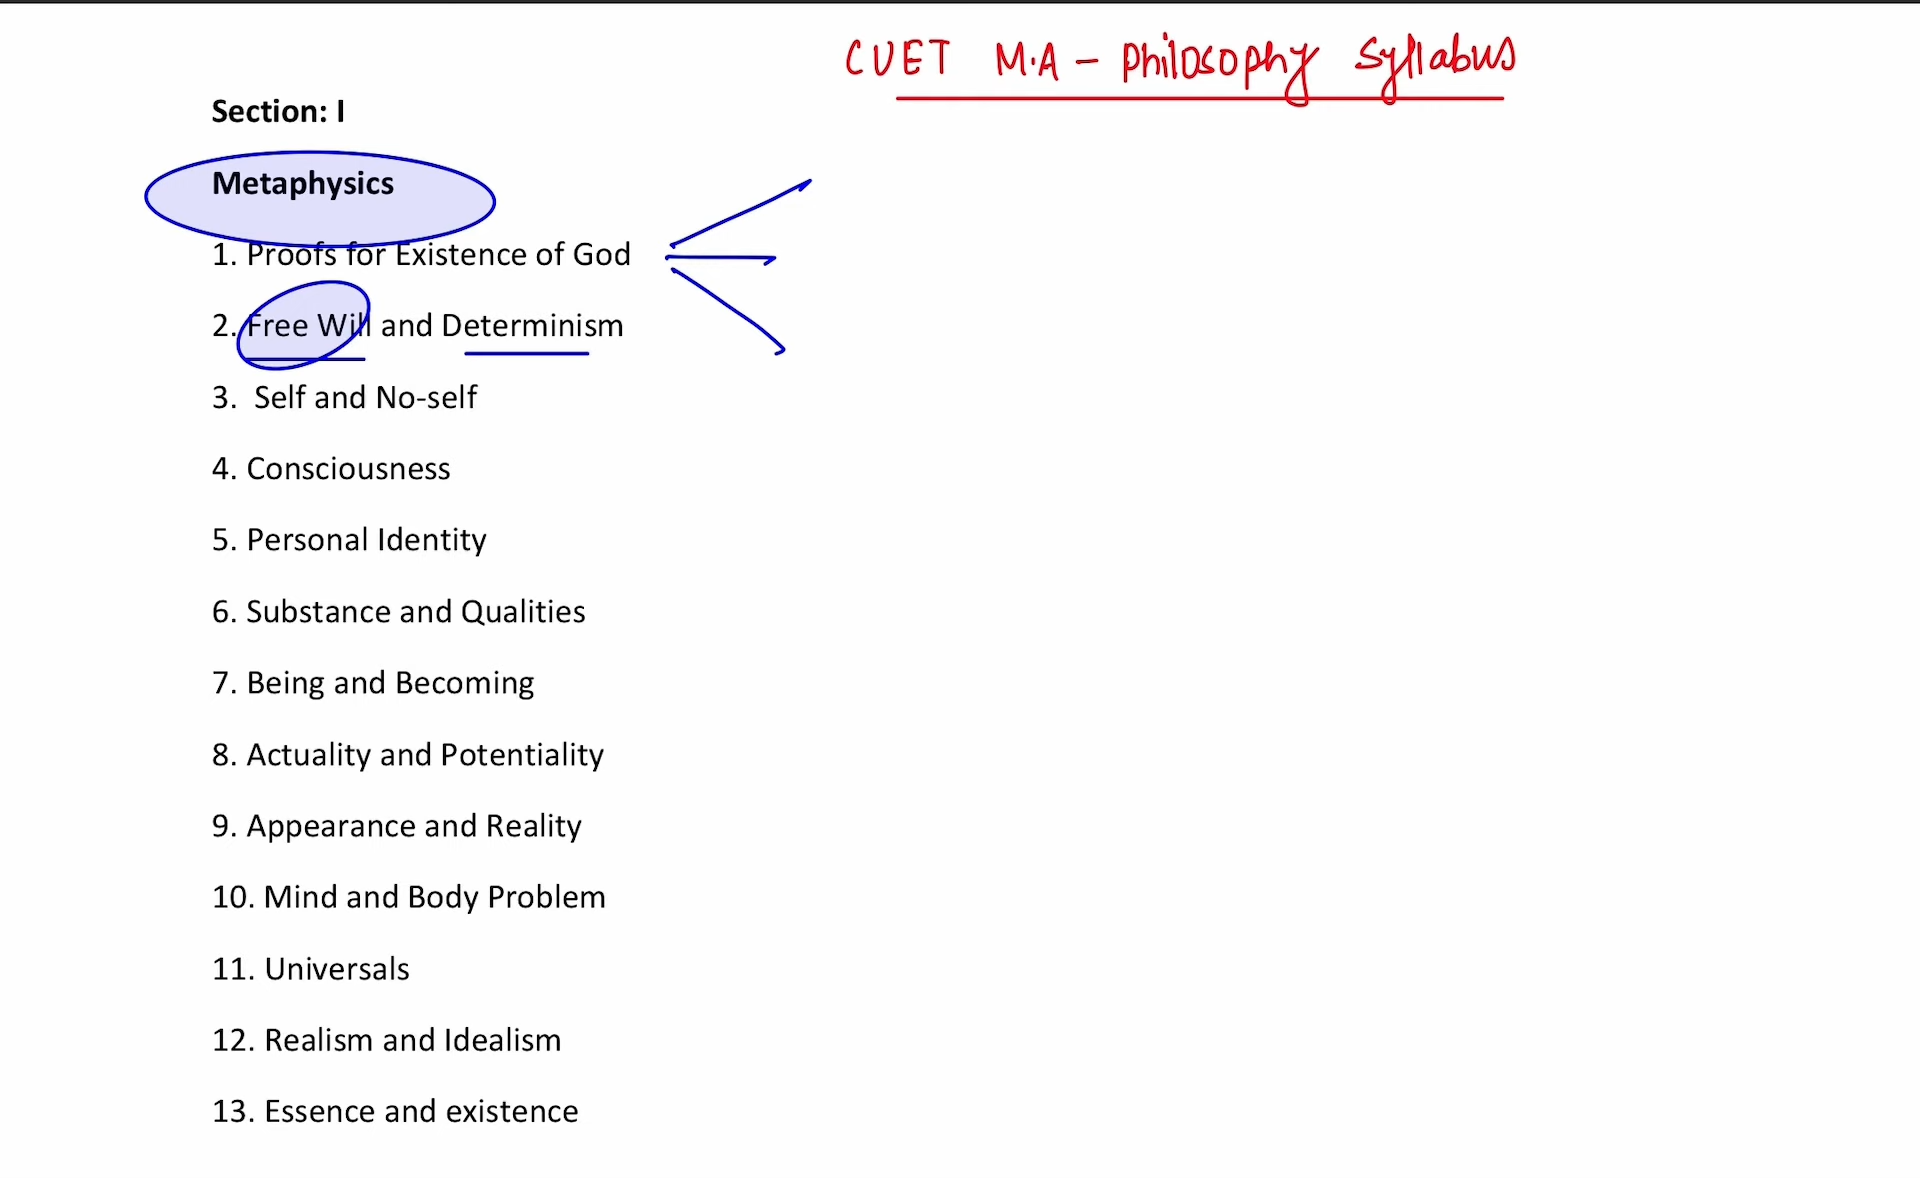 CUET M.A - Philosophy Syllabus
Section: I
Metaphysics
1. Proofs for Existence of God
2. Free Will and Determinism
3. Self and No-self
4. Consciousness
5. Personal Identity
6. Substance and Qualities
7. Being and Becoming
8. Actuality and Potentiality
9. Appearance and Reality
10. Mind and Body Problem
11. Universals
12. Realism and Idealism
13. Essence and existence